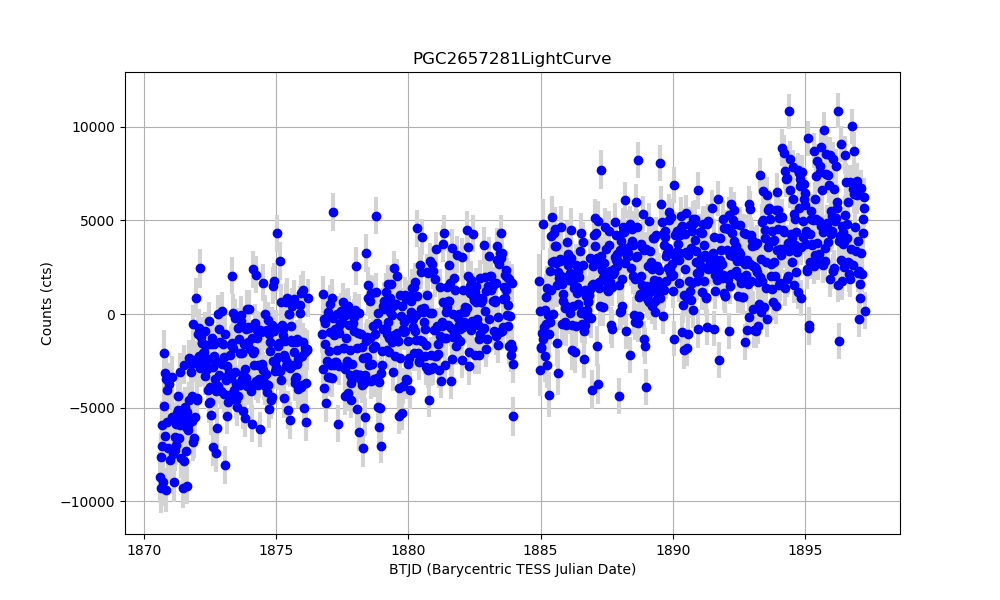 PGC2657281LightCurve
10000
5000
0
−5000
−10000
Counts (cts)
1870 1875 1880 1885 1890 1895
BTJD (Barycentric TESS Julian Date)